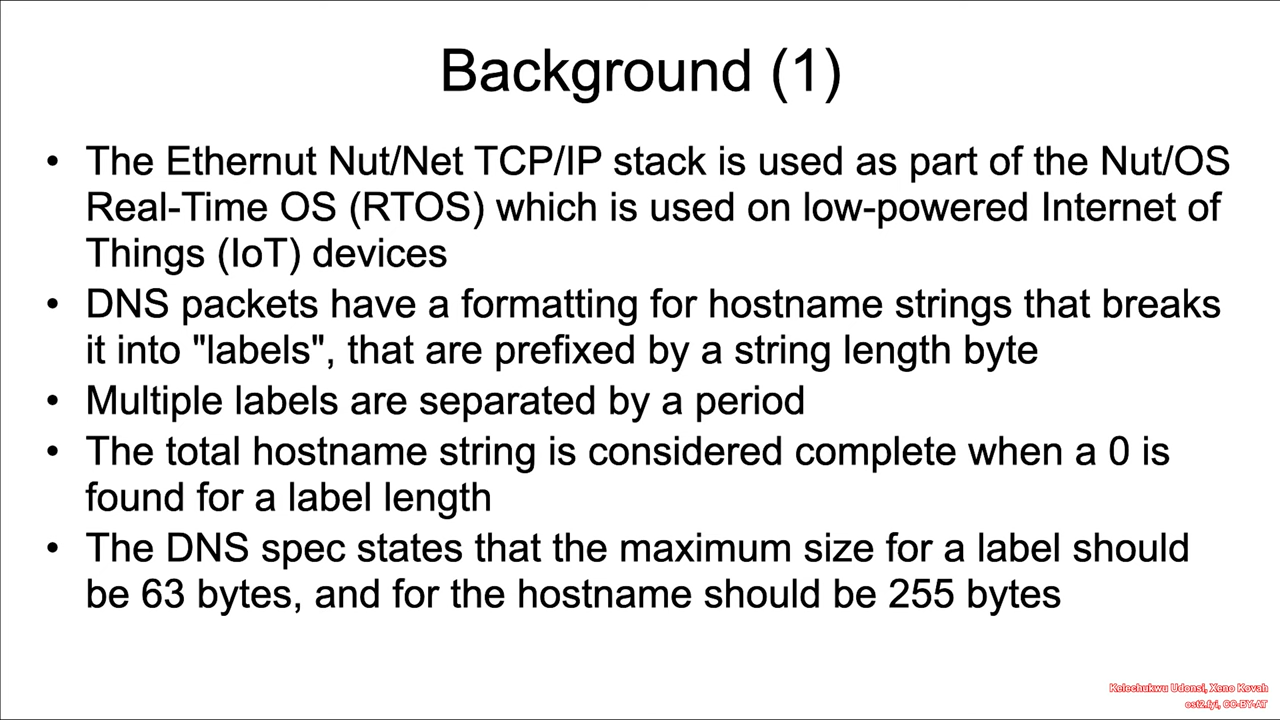 Background (1)
• The Ethernut Nut/Net TCP/IP stack is used as part of the Nut/OS
Real-Time OS (RTOS) which is used on low-powered Internet of
Things (IoT) devices
• DNS packets have a formatting for hostname strings that breaks
it into "labels", that are prefixed by a string length byte
• Multiple labels are separated by a period
• The total hostname string is considered complete when a 0 is
found for a label length
• The DNS spec states that the maximum size for a label should
be 63 bytes, and for the hostname should be 255 bytes
Kelechukwu Udonsi, Xeno Kovah
ost2.fyi, CC-BY-AT